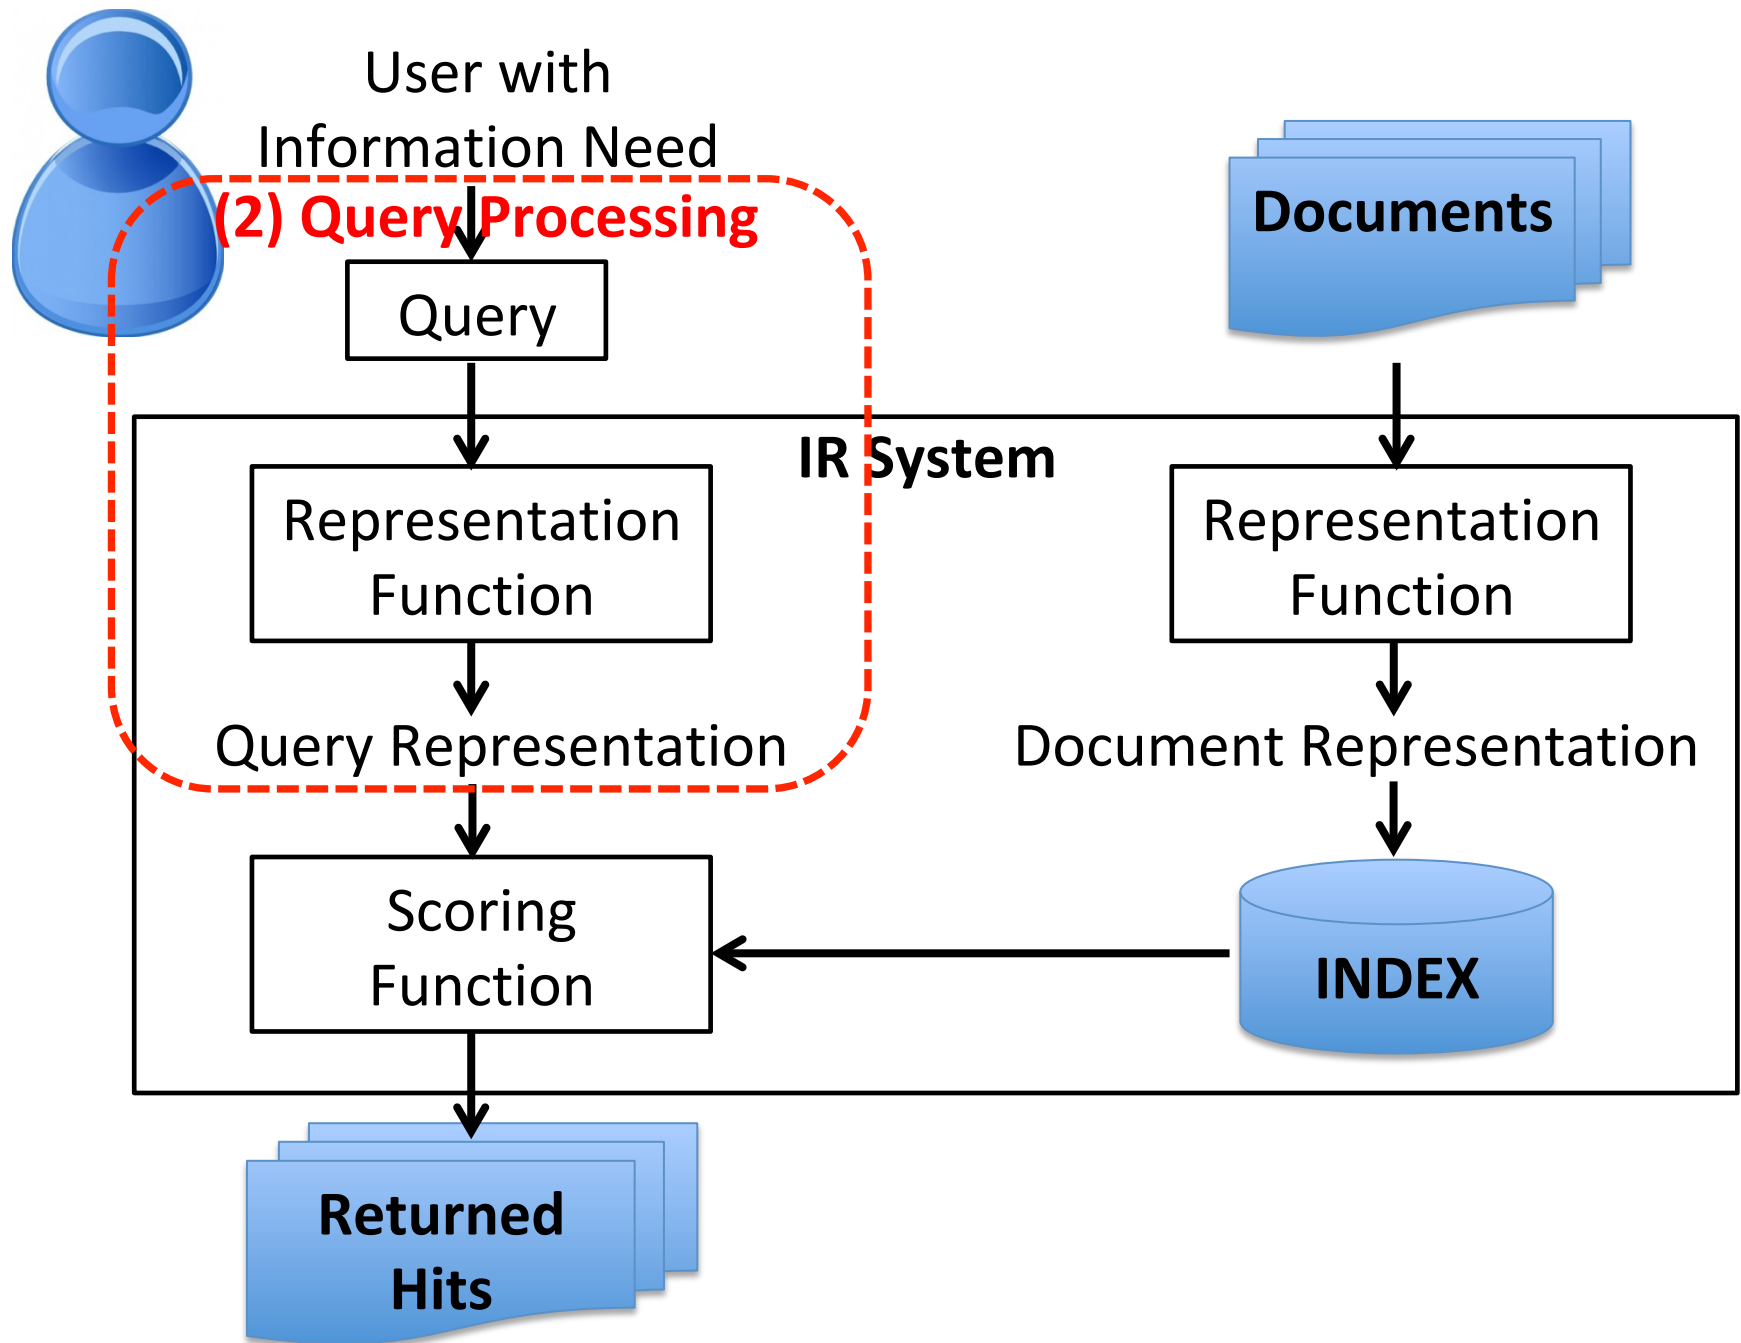 User with
Information Need
(2) Query Processing
Query
Documents
IR System
Representation
Function
Representation
Function
Query Representation
Document Representation
Scoring
Function
INDEX
Returned
Hits